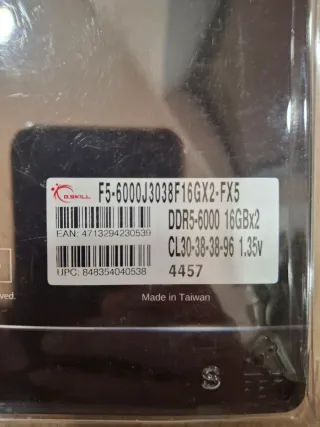 F5-6000J3038F16GX2-FX5
G.SKILL
DDR5-6000 16GBx2
EAN: 4713294230539
CL30-38-38-96 1.35v
UPC: 848354040538
4457
Made in Taiwan
wed.
S